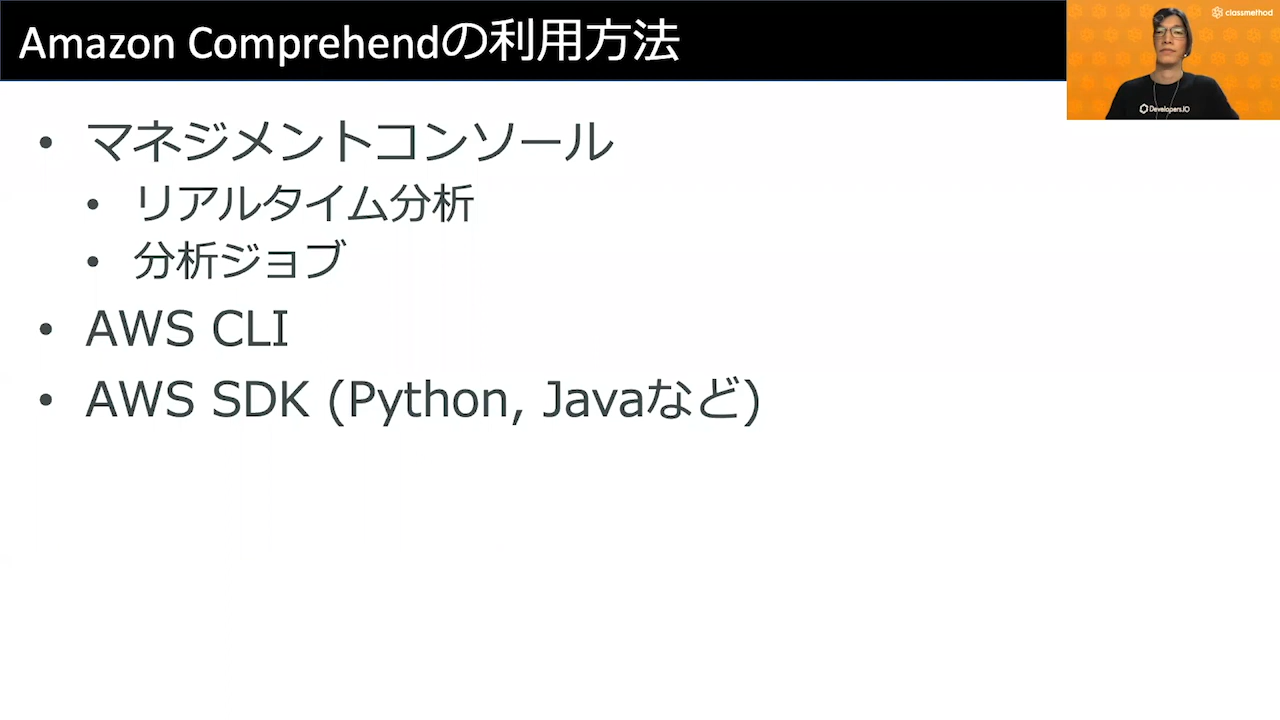 Amazon Comprehendの利用方法
classmethod
Developers.IO
• マネジメントコンソール
• リアルタイム分析
• 分析ジョブ
• AWS CLI
• AWS SDK (Python, Javaなど)